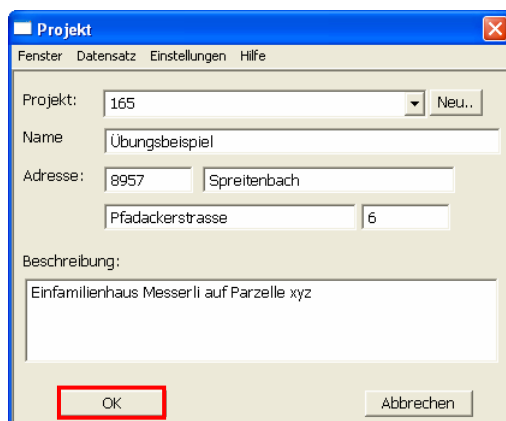 Projekt
Fenster Datensatz Einstellungen Hilfe
Projekt: 165 Neu..
Name Übungsbeispiel
Adresse: 8957 Spreitenbach
Pfadackerstrasse 6
Beschreibung:
Einfamilienhaus Messerli auf Parzelle xyz
OK Abbrechen